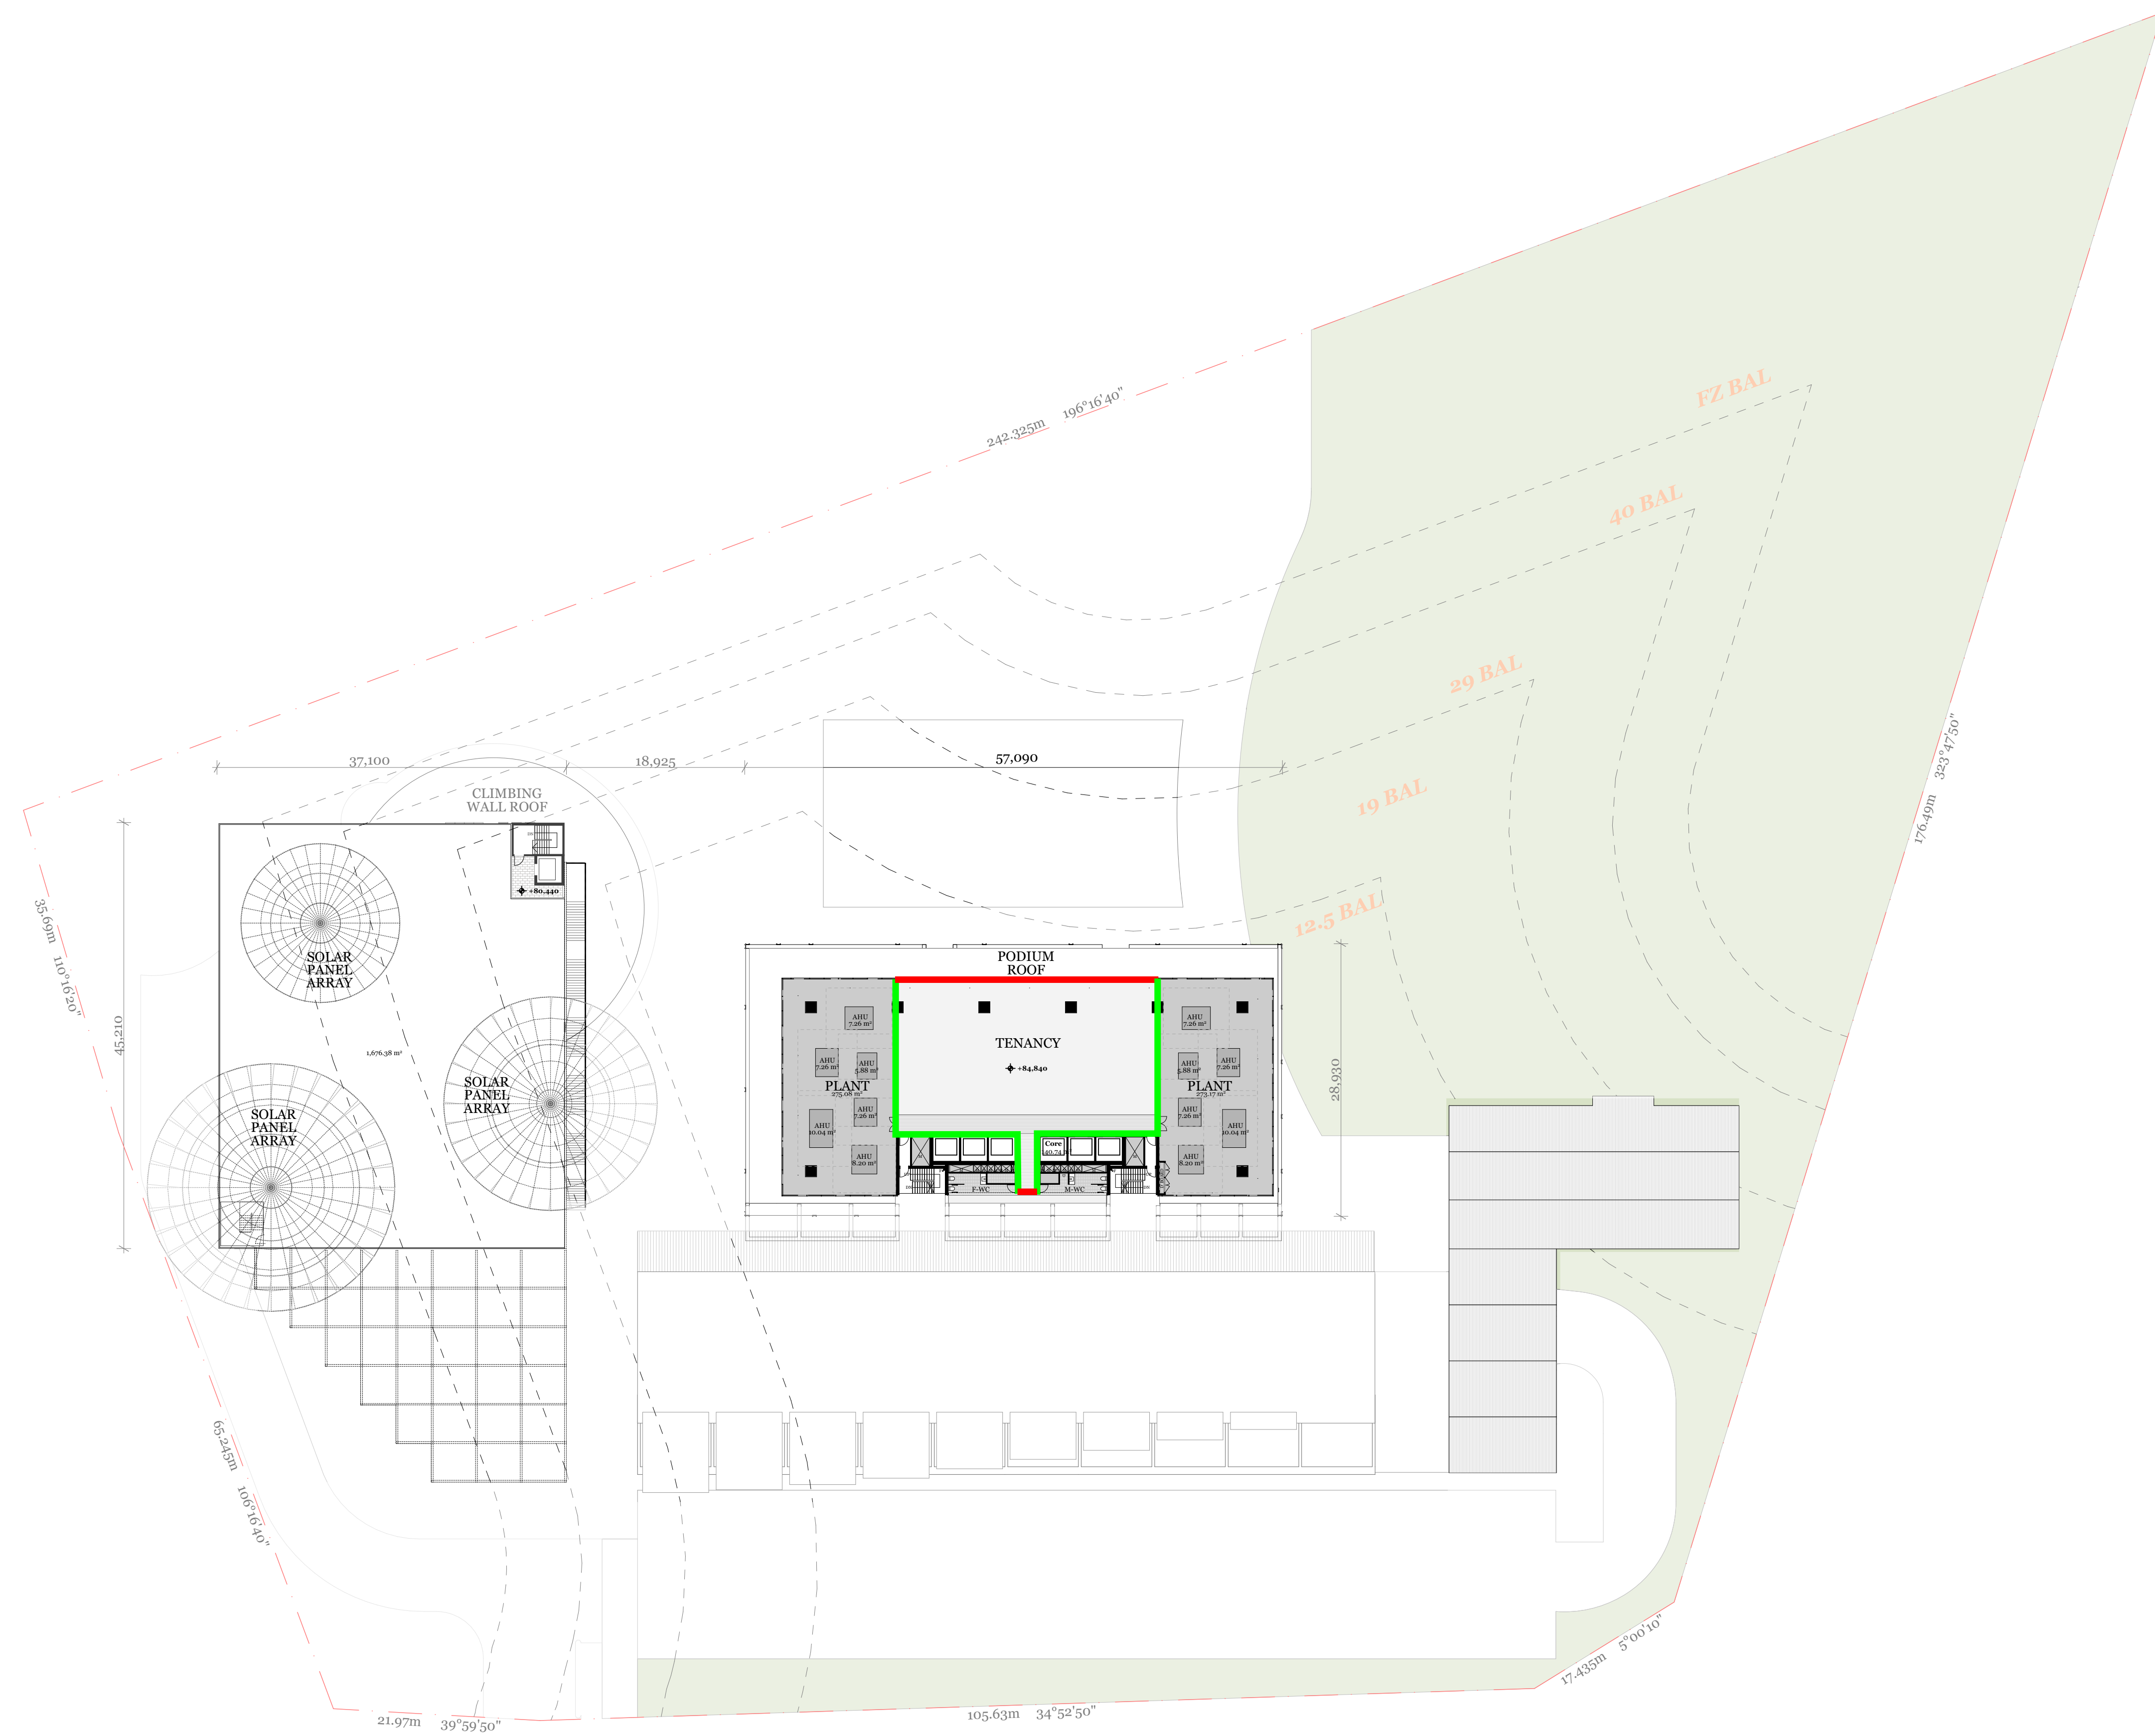 FZ BAL
242.325m 196°16'40"
40 BAL
29 BAL
176.49m 323°47'50"
19 BAL
37,100
18,925
57,090
CLIMBING
WALL ROOF
DN
+80,440
12.5 BAL
35.69m 110°16'20"
45,210
SOLAR
PANEL
ARRAY
1,676.38 m²
SOLAR
PANEL
ARRAY
SOLAR
PANEL
ARRAY
PODIUM
ROOF
AHU
7.26 m²
AHU
7.26 m²
AHU
5.88 m²
PLANT
275.08 m²
AHU
7.26 m²
AHU
10.04 m²
AHU
8.20 m²
TENANCY
+84,840
AHU
7.26 m²
AHU
5.88 m²
AHU
7.26 m²
PLANT
273.17 m²
AHU
7.26 m²
AHU
10.04 m²
AHU
8.20 m²
28,930
Core
F-WC
M-WC
DN
DN
65.245m 106°16'40"
17.435m 5°00'10"
21.97m 39°59'50"
105.63m 34°52'50"